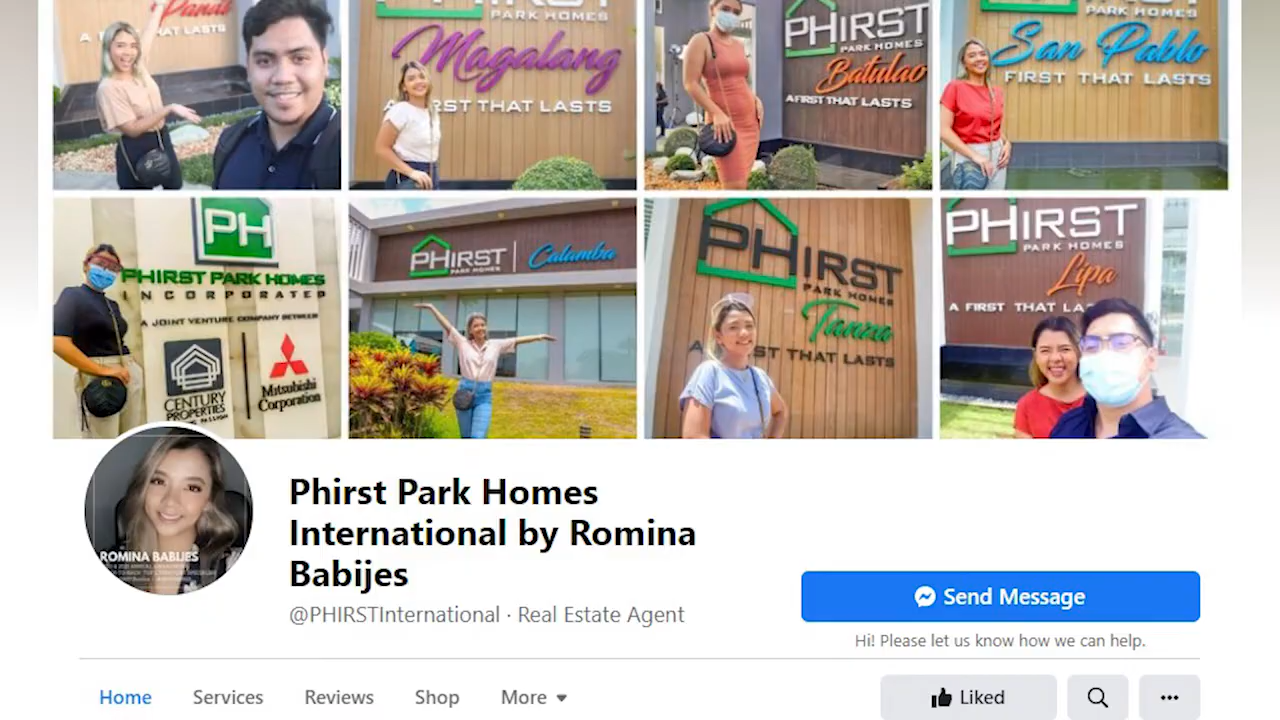 Pandi
A T
T LASTS
PARK HOMES
Magalang
A FIRST THAT LASTS
PHIRST
PARK HOMES
Batulao
A FIRST THAT LASTS
PARK HOMES
San Pablo
FIRST THAT LASTS
PH
PHIRST PARK HOMES
INCORPORATED
A JOINT VENTURE COMPANY BETWEEN
CENTURY
PROPERTIES
Mitsubishi
Corporation
PHIRST
PARK HOMES
Calamba
PHIRST
PARK HOMES
Tanza
A FIRST THAT LASTS
PHIRST
PARK HOMES
Lipa
A FIRST THAT LAS
ROMINA BABIJES
Phirst Park Homes
International by Romina
Babijes
@PHIRSTInternational · Real Estate Agent
Send Message
Hi! Please let us know how we can help.
Home Services Reviews Shop More
Liked